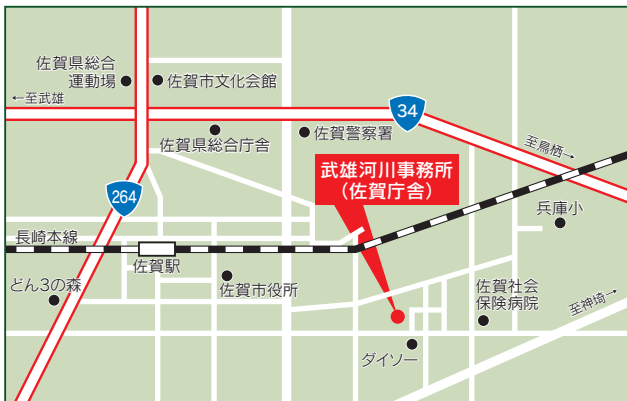 佐賀県総合
運動場
佐賀市文化会館
←至武雄
34
佐賀県総合庁舎
佐賀警察署
至鳥栖→
武雄河川事務所
(佐賀庁舎)
264
兵庫小
長崎本線
佐賀駅
どん3の森
佐賀市役所
佐賀社会
保険病院
至神埼→
ダイソー